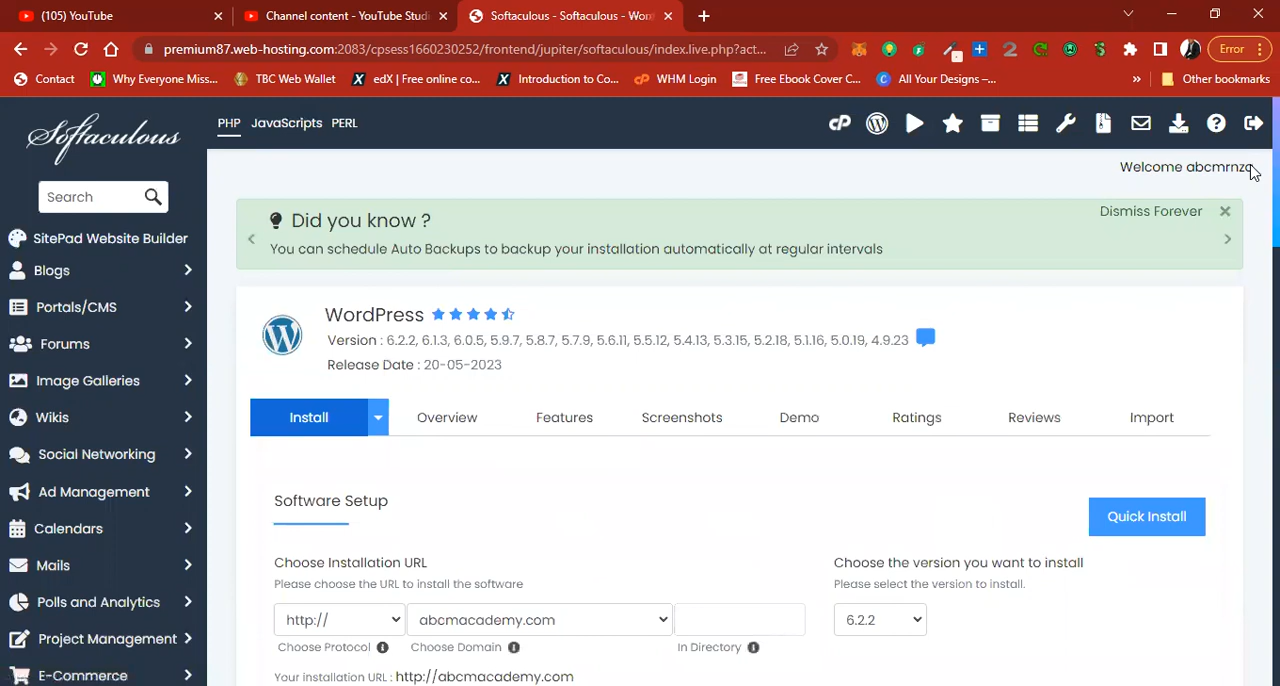 (105) YouTube
Channel content - YouTube Studi
Softaculous - Softaculous - Wor
premium87.web-hosting.com:2083/cpsess1660230252/frontend/jupiter/softaculous/index.live.php?act...
Error
Contact
Why Everyone Miss...
TBC Web Wallet
edX | Free online co...
Introduction to Co...
WHM Login
Free Ebook Cover C...
All Your Designs –...
»
Other bookmarks
Softaculous
PHP JavaScripts PERL
Welcome abcmrnzq
Search
Did you know ?
Dismiss Forever
You can schedule Auto Backups to backup your installation automatically at regular intervals
SitePad Website Builder
Blogs
Portals/CMS
Forums
Image Galleries
Wikis
Social Networking
Ad Management
Calendars
Mails
Polls and Analytics
Project Management
E-Commerce
WordPress
Version : 6.2.2, 6.1.3, 6.0.5, 5.9.7, 5.8.7, 5.7.9, 5.6.11, 5.5.12, 5.4.13, 5.3.15, 5.2.18, 5.1.16, 5.0.19, 4.9.23
Release Date : 20-05-2023
Install
Overview
Features
Screenshots
Demo
Ratings
Reviews
Import
Software Setup
Quick Install
Choose Installation URL
Please choose the URL to install the software
http://
abcmacademy.com
Choose Protocol
Choose Domain
In Directory
Your installation URL : http://abcmacademy.com
Choose the version you want to install
Please select the version to install.
6.2.2